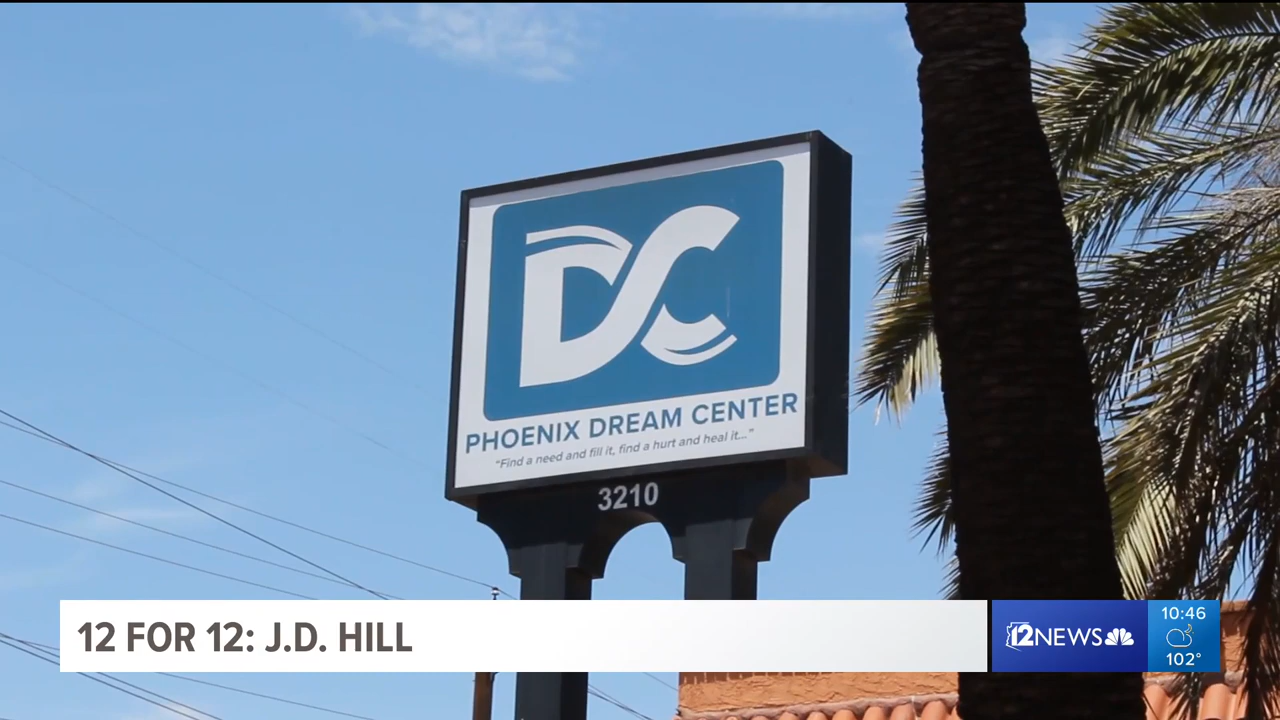 DC
PHOENIX DREAM CENTER
“Find a need and fill it, find a hurt and heal it...”
3210
12 FOR 12: J.D. HILL
12NEWS
10:46
102°